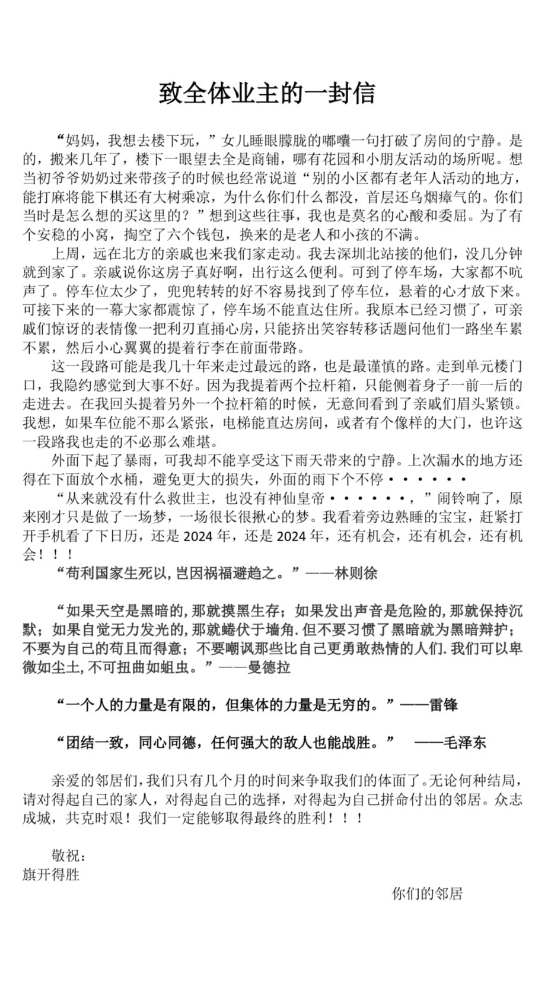 致全体业主的一封信
“妈妈，我想去楼下玩，”女儿睡眼朦胧的嘟囔一句打破了房间的宁静。是
的，搬来几年了，楼下一眼望去全是商铺，哪有花园和小朋友活动的场所呢。想
当初爷爷奶奶过来带孩子的时候也经常说道“别的小区都有老年人活动的地方，
能打麻将能下棋还有大树乘凉，为什么你们什么都没，首层还乌烟瘴气的。你们
当时是怎么想的买这里的？”想到这些往事，我也是莫名的心酸和委屈。为了有
个安稳的小窝，掏空了六个钱包，换来的是老人和小孩的不满。
上周，远在北方的亲戚也来我们家走动。我去深圳北站接的他们，没几分钟
就到家了。亲戚说你这房子真好啊，出行这么便利。可到了停车场，大家都不吭
声了。停车位太少了，兜兜转转的好不容易找到了停车位，悬着的心才放下来。
可接下来的一幕大家都震惊了，停车场不能直达住所。我原本已经习惯了，可亲
戚们惊讶的表情像一把利刃直捅心房，只能挤出笑容转移话题问他们一路坐车累
不累，然后小心翼翼的提着行李在前面带路。
这一段路可能是我几十年来走过最远的路，也是最谨慎的路。走到单元楼门
口，我隐约感觉到大事不好。因为我提着两个拉杆箱，只能侧着身子一前一后的
走进去。在我回头提着另外一个拉杆箱的时候，无意间看到了亲戚们眉头紧锁。
我想，如果车位能不那么紧张，电梯能直达房间，或者有个像样的大门，也许这
一段路我也走的不必那么难堪。
外面下起了暴雨，可我却不能享受这下雨天带来的宁静。上次漏水的地方还
得在下面放个水桶，避免更大的损失，外面的雨下个不停······
“从来就没有什么救世主，也没有神仙皇帝······，”闹铃响了，原
来刚才只是做了一场梦，一场很长很揪心的梦。我看着旁边熟睡的宝宝，赶紧打
开手机看了下日历，还是 2024 年，还是 2024 年，还有机会，还有机会，还有机
会！！！
“苟利国家生死以,岂因祸福避趋之。”——林则徐
“如果天空是黑暗的,那就摸黑生存；如果发出声音是危险的,那就保持沉
默；如果自觉无力发光的,那就蜷伏于墙角.但不要习惯了黑暗就为黑暗辩护；
不要为自己的苟且而得意；不要嘲讽那些比自己更勇敢热情的人们.我们可以卑
微如尘土,不可扭曲如蛆虫。”——曼德拉
“一个人的力量是有限的，但集体的力量是无穷的。”——雷锋
“团结一致，同心同德，任何强大的敌人也能战胜。” ——毛泽东
亲爱的邻居们，我们只有几个月的时间来争取我们的体面了。无论何种结局，
请对得起自己的家人，对得起自己的选择，对得起为自己拼命付出的邻居。众志
成城，共克时艰！我们一定能够取得最终的胜利！！！
敬祝：
旗开得胜
你们的邻居